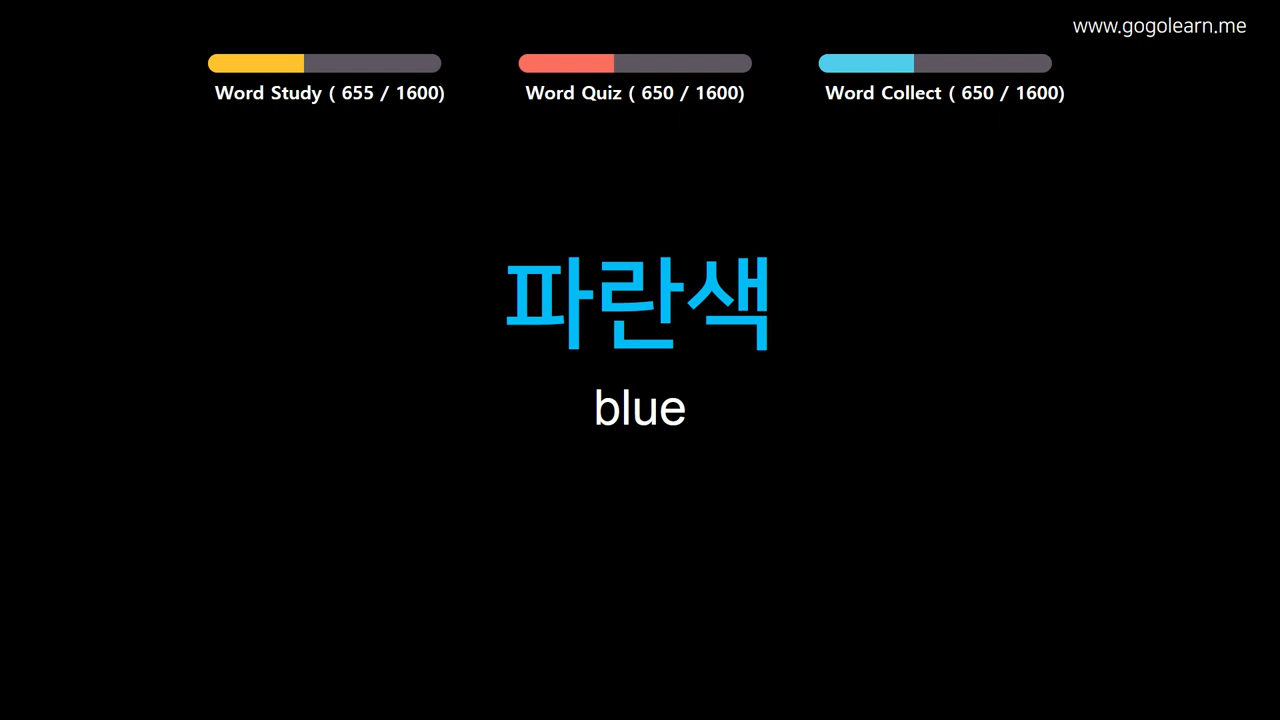 www.gogolearn.me
Word Study ( 655 / 1600)
Word Quiz ( 650 / 1600)
Word Collect ( 650 / 1600)
파란색
blue